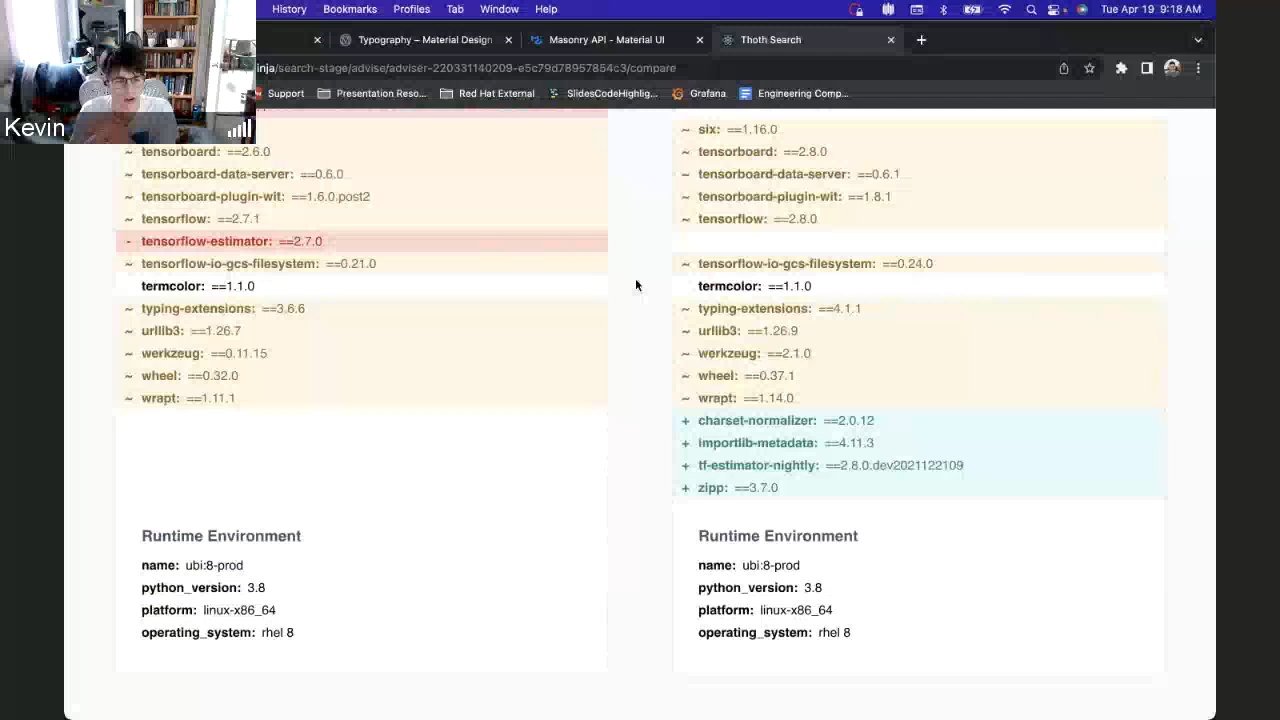 History Bookmarks Profiles Tab Window Help Tue Apr 19 9:18 AM
Typography – Material Design Masonry API - Material UI Thoth Search
inja/search-stage/advise/adviser-220331140209-e5c79d78957854c3/compare
Support Presentation Reso... Red Hat External SlidesCodeHighlig... Grafana Engineering Comp...
Kevin
~ six: ==1.16.0
~ tensorboard: ==2.6.0 ~ tensorboard: ==2.8.0
~ tensorboard-data-server: ==0.6.0 ~ tensorboard-data-server: ==0.6.1
~ tensorboard-plugin-wit: ==1.6.0.post2 ~ tensorboard-plugin-wit: ==1.8.1
~ tensorflow: ==2.7.1 ~ tensorflow: ==2.8.0
- tensorflow-estimator: ==2.7.0
~ tensorflow-io-gcs-filesystem: ==0.21.0 ~ tensorflow-io-gcs-filesystem: ==0.24.0
termcolor: ==1.1.0 termcolor: ==1.1.0
~ typing-extensions: ==3.6.6 ~ typing-extensions: ==4.1.1
~ urllib3: ==1.26.7 ~ urllib3: ==1.26.9
~ werkzeug: ==0.11.15 ~ werkzeug: ==2.1.0
~ wheel: ==0.32.0 ~ wheel: ==0.37.1
~ wrapt: ==1.11.1 ~ wrapt: ==1.14.0
+ charset-normalizer: ==2.0.12
+ importlib-metadata: ==4.11.3
+ tf-estimator-nightly: ==2.8.0.dev2021122109
+ zipp: ==3.7.0
Runtime Environment Runtime Environment
name: ubi:8-prod name: ubi:8-prod
python_version: 3.8 python_version: 3.8
platform: linux-x86_64 platform: linux-x86_64
operating_system: rhel 8 operating_system: rhel 8